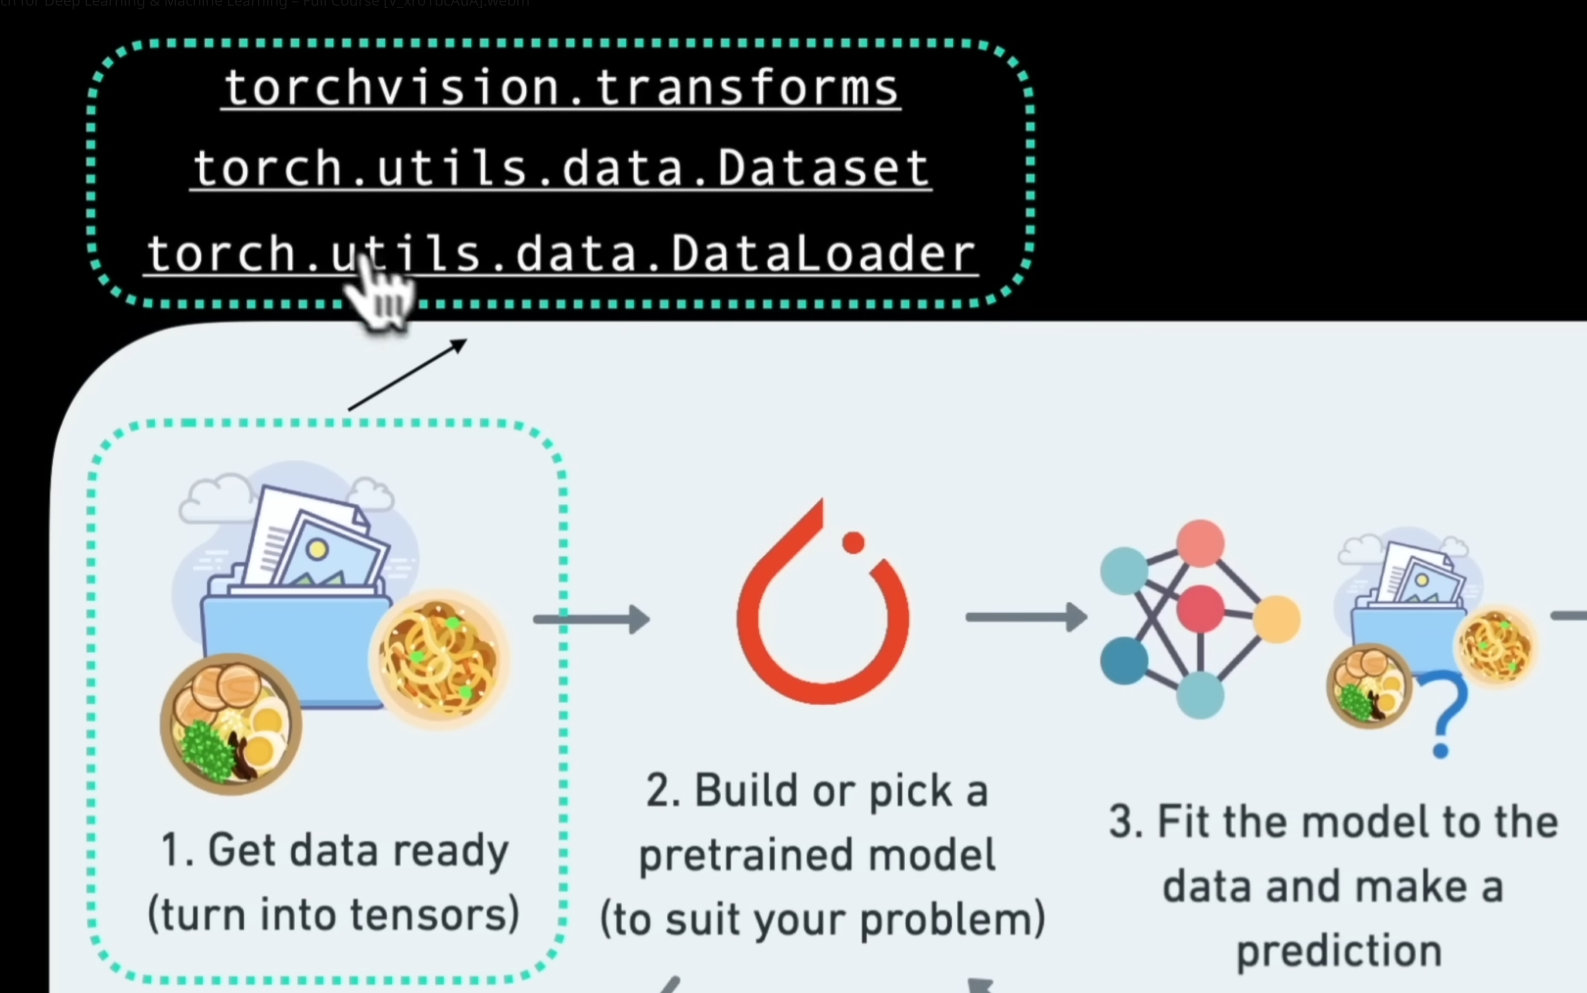 ch for Deep Learning & Machine Learning – Full Course [V_xro1bcAuA].webm
torchvision.transforms
torch.utils.data.Dataset
torch.utils.data.DataLoader
1. Get data ready
(turn into tensors)
2. Build or pick a
pretrained model
(to suit your problem)
3. Fit the model to the
data and make a
prediction
?